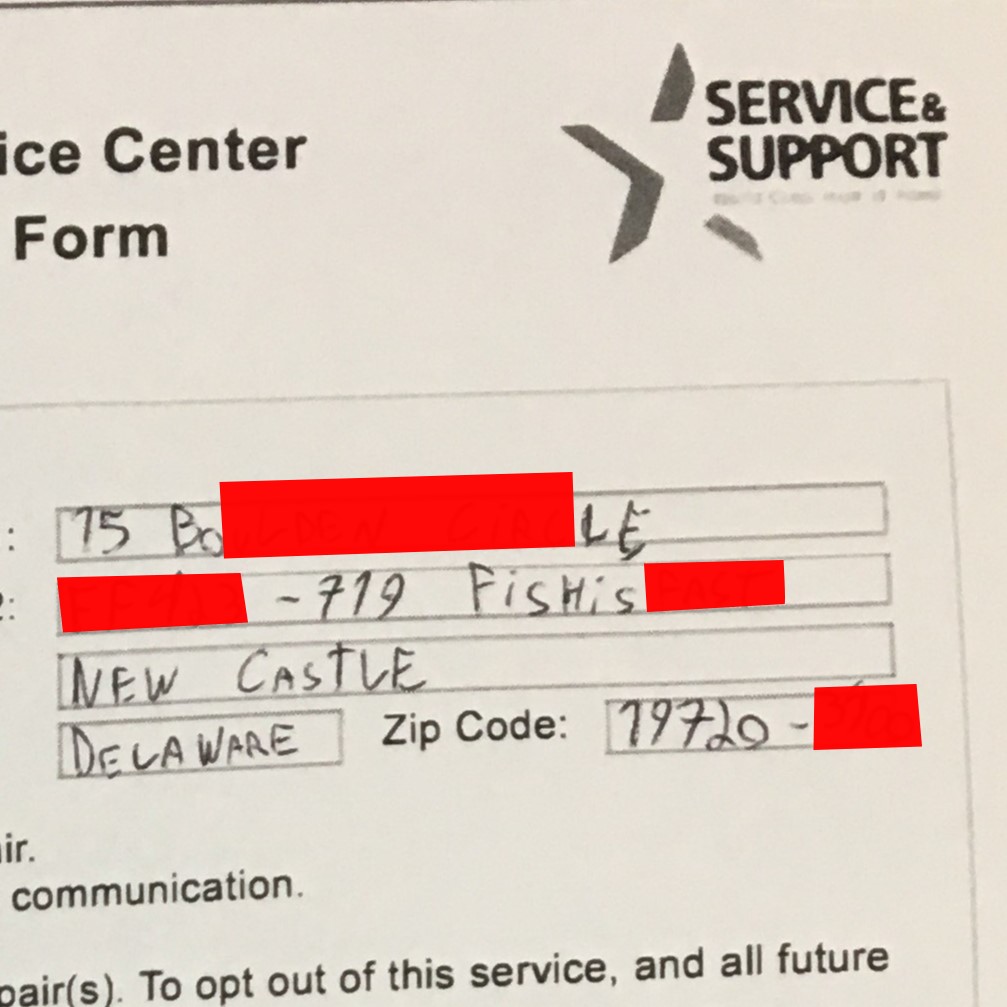 ice Center
Form
SERVICE&
SUPPORT
: 15 Bo LE
: -719 FiSHiS
NEW CASTLE
DELAWARE Zip Code: 19720 -
ir.
communication.
pair(s). To opt out of this service, and all future